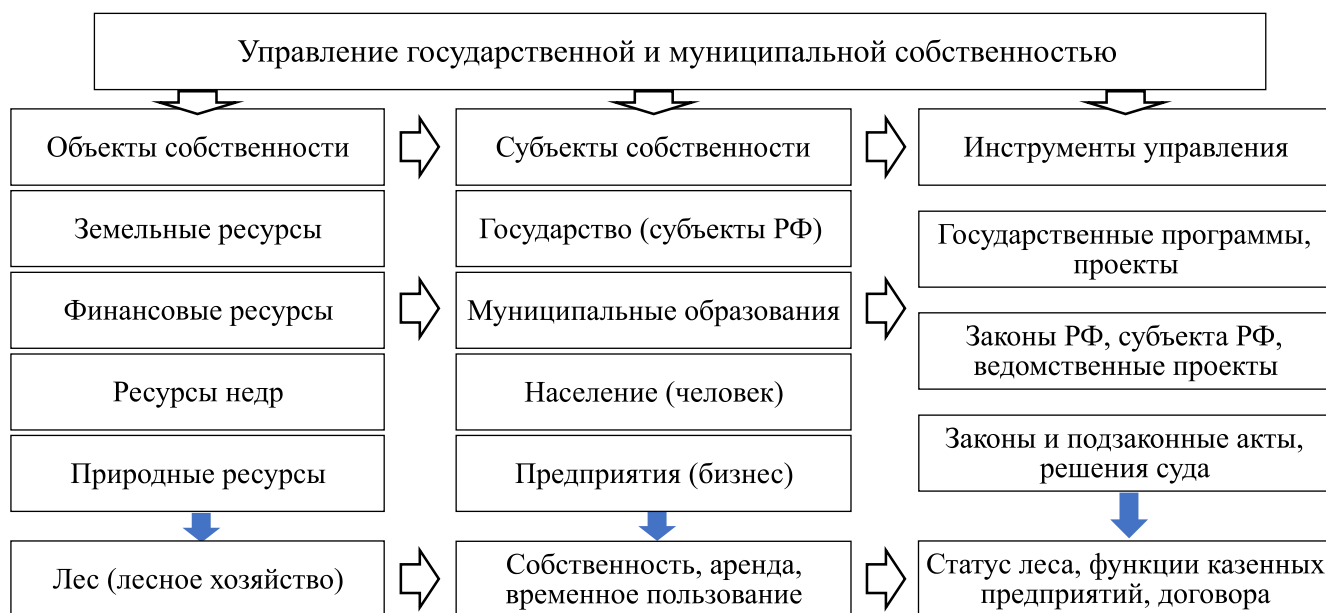 Управление государственной и муниципальной собственностью
Объекты собственности
Субъекты собственности
Инструменты управления
Земельные ресурсы
Государство (субъекты РФ)
Государственные программы,
проекты
Финансовые ресурсы
Муниципальные образования
Законы РФ, субъекта РФ,
ведомственные проекты
Ресурсы недр
Население (человек)
Законы и подзаконные акты,
решения суда
Природные ресурсы
Предприятия (бизнес)
Лес (лесное хозяйство)
Собственность, аренда,
временное пользование
Статус леса, функции казенных
предприятий, договора